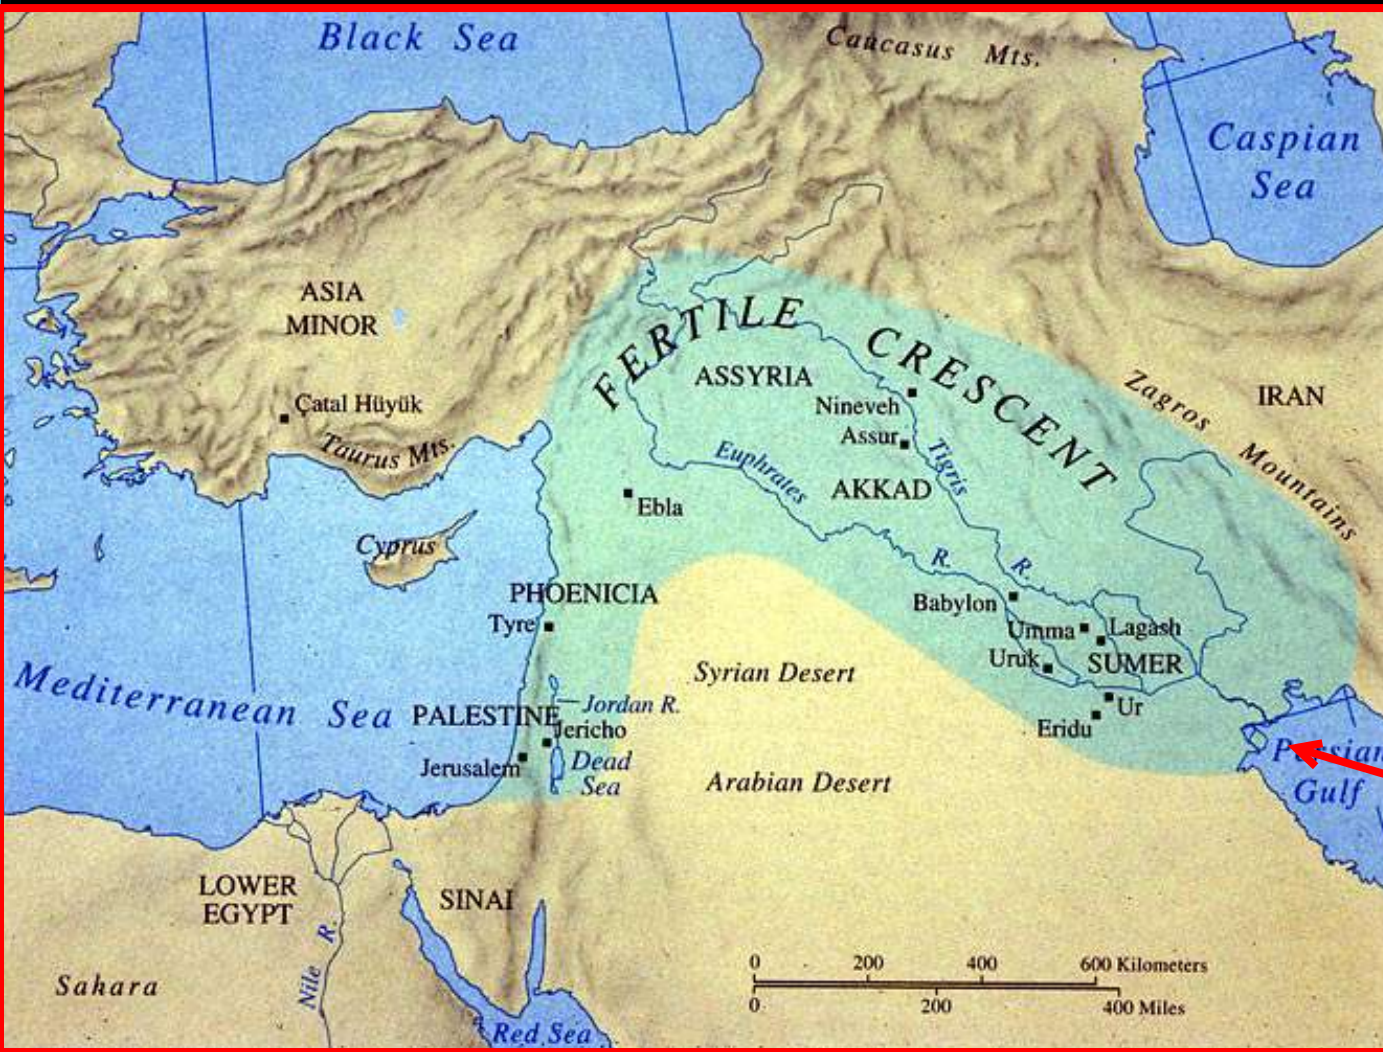 Black Sea
Caucasus Mts.
Caspian
Sea
ASIA
MINOR
FERTILE CRESCENT
ASSYRIA
Zagros Mountains
IRAN
Çatal Hüyük
Nineveh
Taurus Mts.
Assur
Tigris
R.
Euphrales
R.
AKKAD
Ebla
Cyprus
PHOENICIA
Babylon
Tyre
Umma
Lagash
Uruk
SUMER
Syrian Desert
Mediterranean Sea
PALESTINE
Jordan R.
Jericho
Ur
Eridu
Jerusalem
Dead
Sea
Persian
Gulf
Arabian Desert
LOWER
EGYPT
SINAI
Nile R.
Sahara
Red Sea
0 200 400 600 Kilometers
0 200 400 Miles